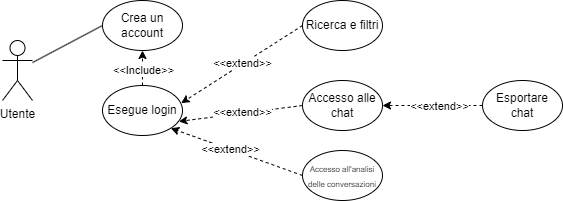 Crea un
account
Ricerca e filtri
<<Include>>
<<extend>>
Utente
Esegue login
<<extend>>
Accesso alle
chat
<<extend>>
Esportare
chat
<<extend>>
Accesso all'analisi
delle conversazioni